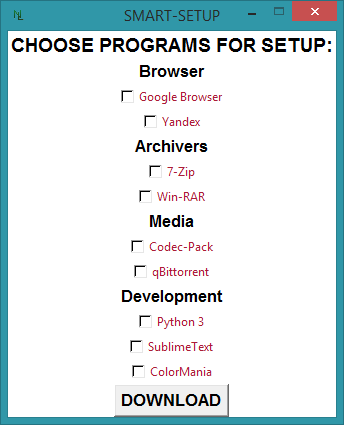 SMART-SETUP
CHOOSE PROGRAMS FOR SETUP:
Browser
Google Browser
Yandex
Archivers
7-Zip
Win-RAR
Media
Codec-Pack
qBittorrent
Development
Python 3
SublimeText
ColorMania
DOWNLOAD